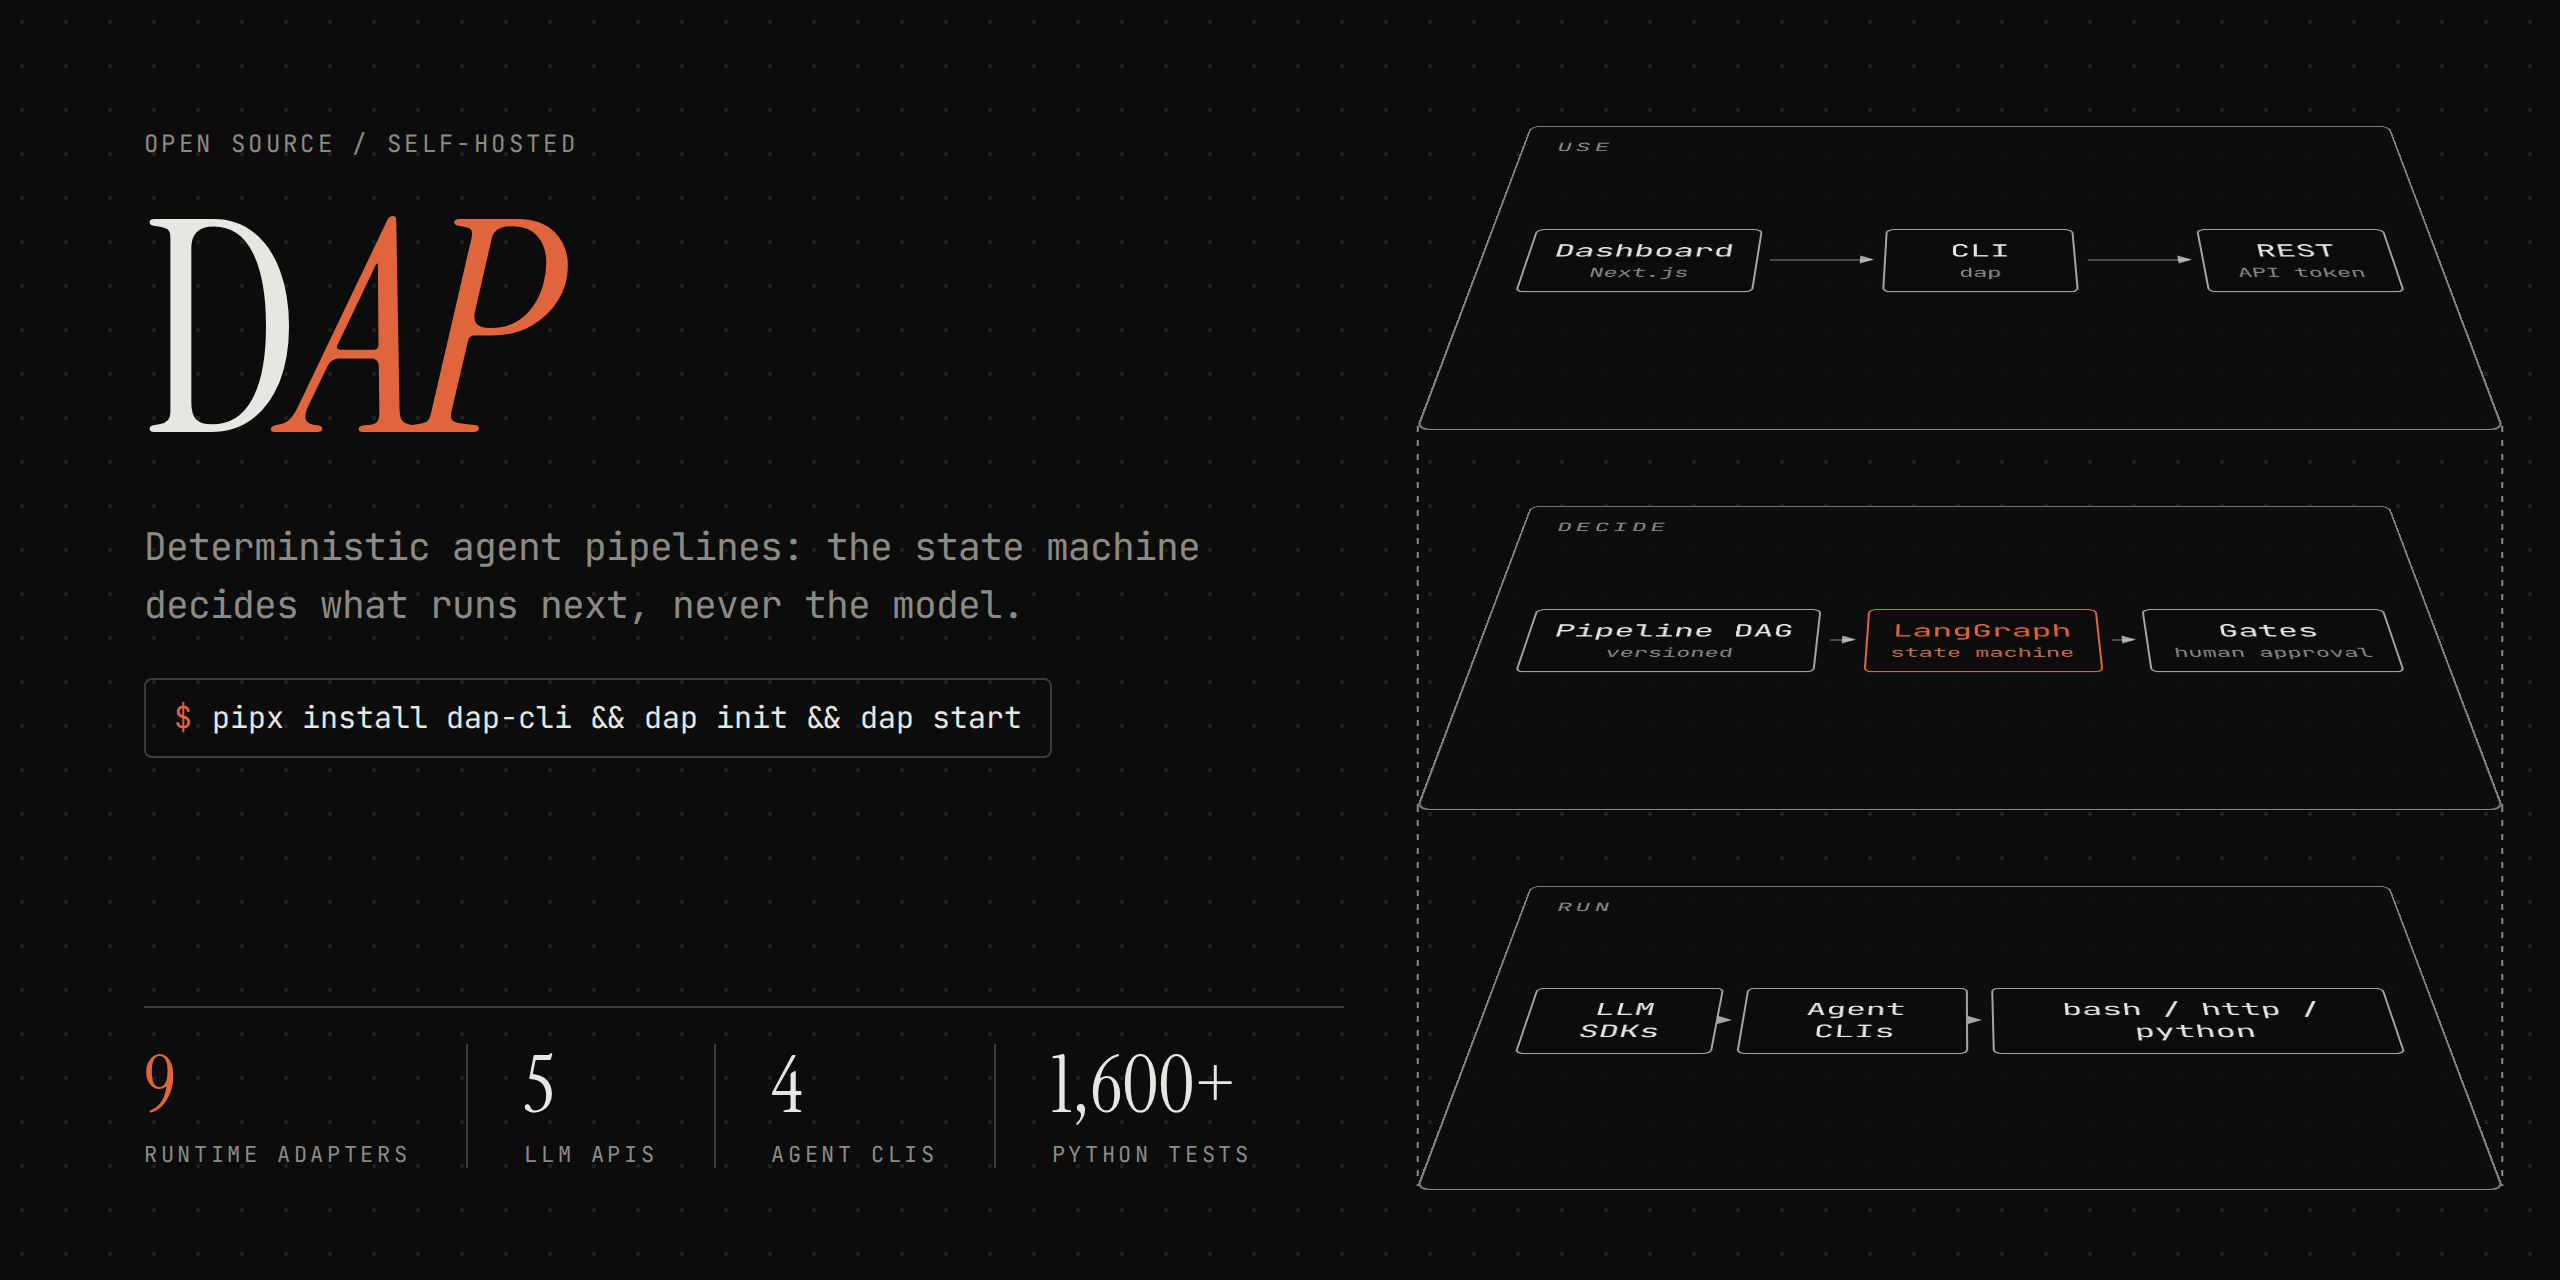 OPEN SOURCE / SELF-HOSTED
DAP
Deterministic agent pipelines: the state machine
decides what runs next, never the model.
$ pipx install dap-cli && dap init && dap start
9
RUNTIME ADAPTERS
5
LLM APIS
4
AGENT CLIS
1,600+
PYTHON TESTS
USE
Dashboard
Next.js
CLI
dap
REST
API token
DECIDE
Pipeline DAG
versioned
LangGraph
state machine
Gates
human approval
RUN
LLM
SDKs
Agent
CLIs
bash / http /
python